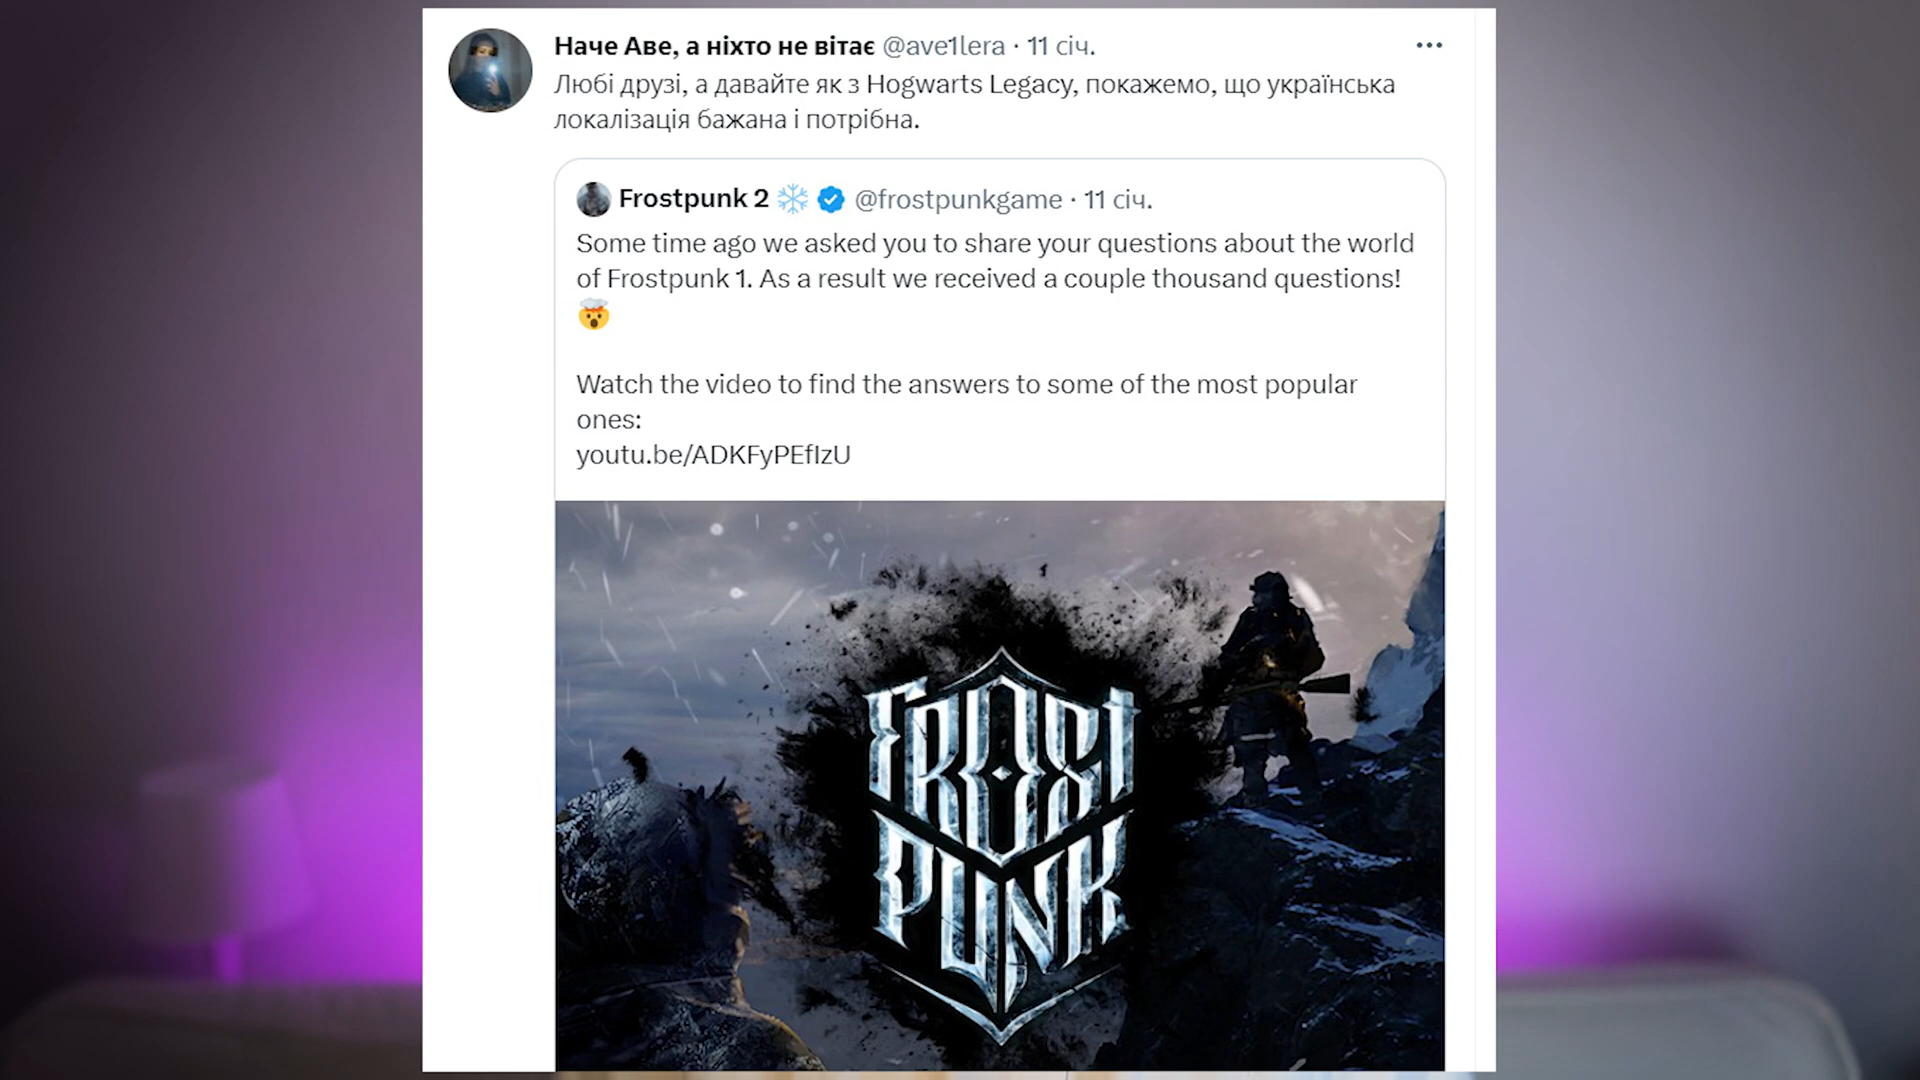 Наче Аве, а ніхто не вітає @ave1lera · 11 січ.
Любі друзі, а давайте як з Hogwarts Legacy, покажемо, що українська
локалізація бажана і потрібна.
Frostpunk 2 @frostpunkgame · 11 січ.
Some time ago we asked you to share your questions about the world
of Frostpunk 1. As a result we received a couple thousand questions!
Watch the video to find the answers to some of the most popular
ones:
youtu.be/ADKFyPEfIzU
FROST
PUNK